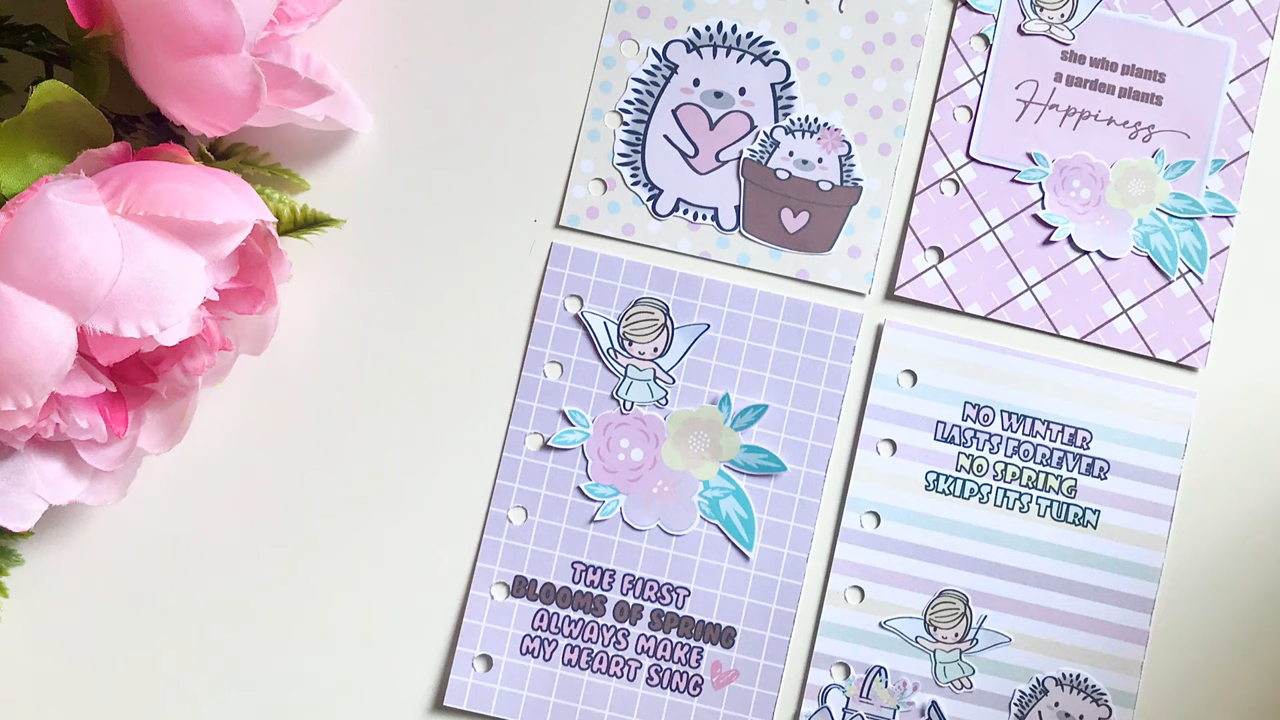 she who plants
a garden plants
Happiness
THE FIRST
BLOOMS OF SPRING
ALWAYS MAKE
MY HEART SING
NO WINTER
LASTS FOREVER
NO SPRING
SKIPS ITS TURN